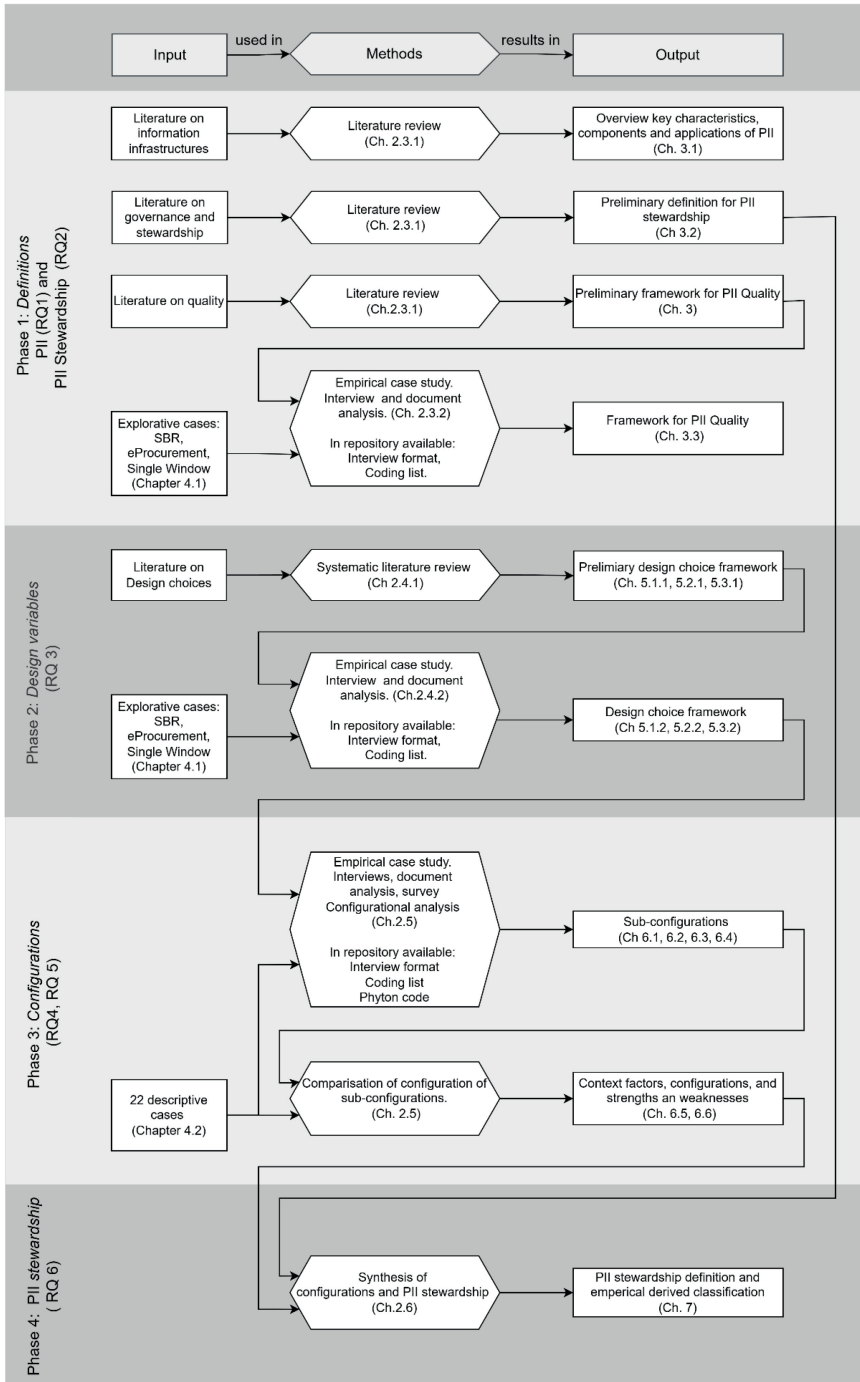 Input
used in
Methods
results in
Output
Phase 1: Definitions
PII (RQ1) and
PII Stewardship (RQ2)
Literature on
information
infrastructures
Literature review
(Ch. 2.3.1)
Overview key characteristics,
components and applications of PII
(Ch. 3.1)
Literature on
governance and
stewardship
Literature review
(Ch. 2.3.1)
Preliminary definition for PII
stewardship
(Ch 3.2)
Literature on quality
Literature review
(Ch.2.3.1)
Preliminary framework for PII Quality
(Ch. 3)
Explorative cases:
SBR,
eProcurement,
Single Window
(Chapter 4.1)
Empirical case study.
Interview and document
analysis. (Ch. 2.3.2)
In repository available:
Interview format,
Coding list.
Framework for PII Quality
(Ch. 3.3)
Phase 2: Design variables
(RQ 3)
Literature on
Design choices
Systematic literature review
(Ch 2.4.1)
Prelimiary design choice framework
(Ch. 5.1.1, 5.2.1, 5.3.1)
Explorative cases:
SBR,
eProcurement,
Single Window
(Chapter 4.1)
Empirical case study.
Interview and document
analysis. (Ch.2.4.2)
In repository available:
Interview format,
Coding list.
Design choice framework
(Ch 5.1.2, 5.2.2, 5.3.2)
Phase 3: Configurations
(RQ4, RQ 5)
Empirical case study.
Interviews, document
analysis, survey
Configurational analysis
(Ch.2.5)
In repository available:
Interview format
Coding list
Phyton code
Sub-configurations
(Ch 6.1, 6.2, 6.3, 6.4)
22 descriptive
cases
(Chapter 4.2)
Comparisation of configuration of
sub-configurations.
(Ch. 2.5)
Context factors, configurations, and
strengths an weaknesses
(Ch. 6.5, 6.6)
Phase 4: PII stewardship
( RQ 6)
Synthesis of
configurations and PII stewardship
(Ch.2.6)
PII stewardship definition and
emperical derived classification
(Ch. 7)